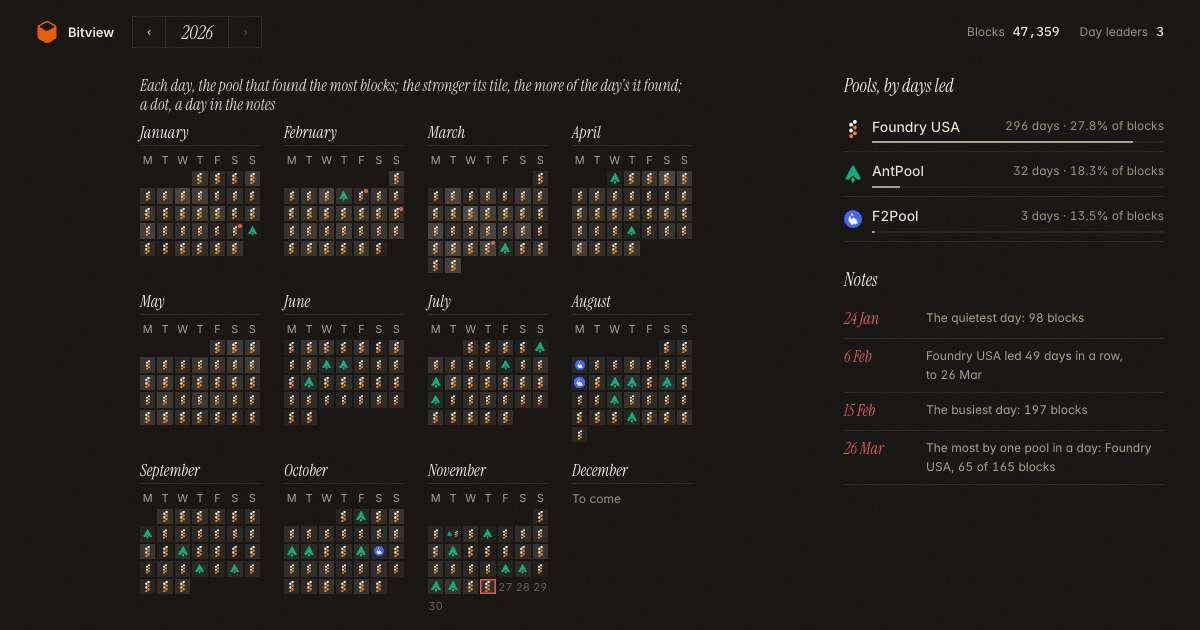 Bitview
‹ 2026 ›
Blocks 47,359 Day leaders 3
Each day, the pool that found the most blocks; the stronger its tile, the more of the day's it found;
a dot, a day in the notes
January
M T W T F S S
February
M T W T F S S
March
M T W T F S S
April
M T W T F S S
May
M T W T F S S
June
M T W T F S S
July
M T W T F S S
August
M T W T F S S
September
M T W T F S S
October
M T W T F S S
November
M T W T F S S
27 28 29
30
December
To come
Pools, by days led
Foundry USA 296 days · 27.8% of blocks
AntPool 32 days · 18.3% of blocks
F2Pool 3 days · 13.5% of blocks
Notes
24 Jan The quietest day: 98 blocks
6 Feb Foundry USA led 49 days in a row,
to 26 Mar
15 Feb The busiest day: 197 blocks
26 Mar The most by one pool in a day: Foundry
USA, 65 of 165 blocks